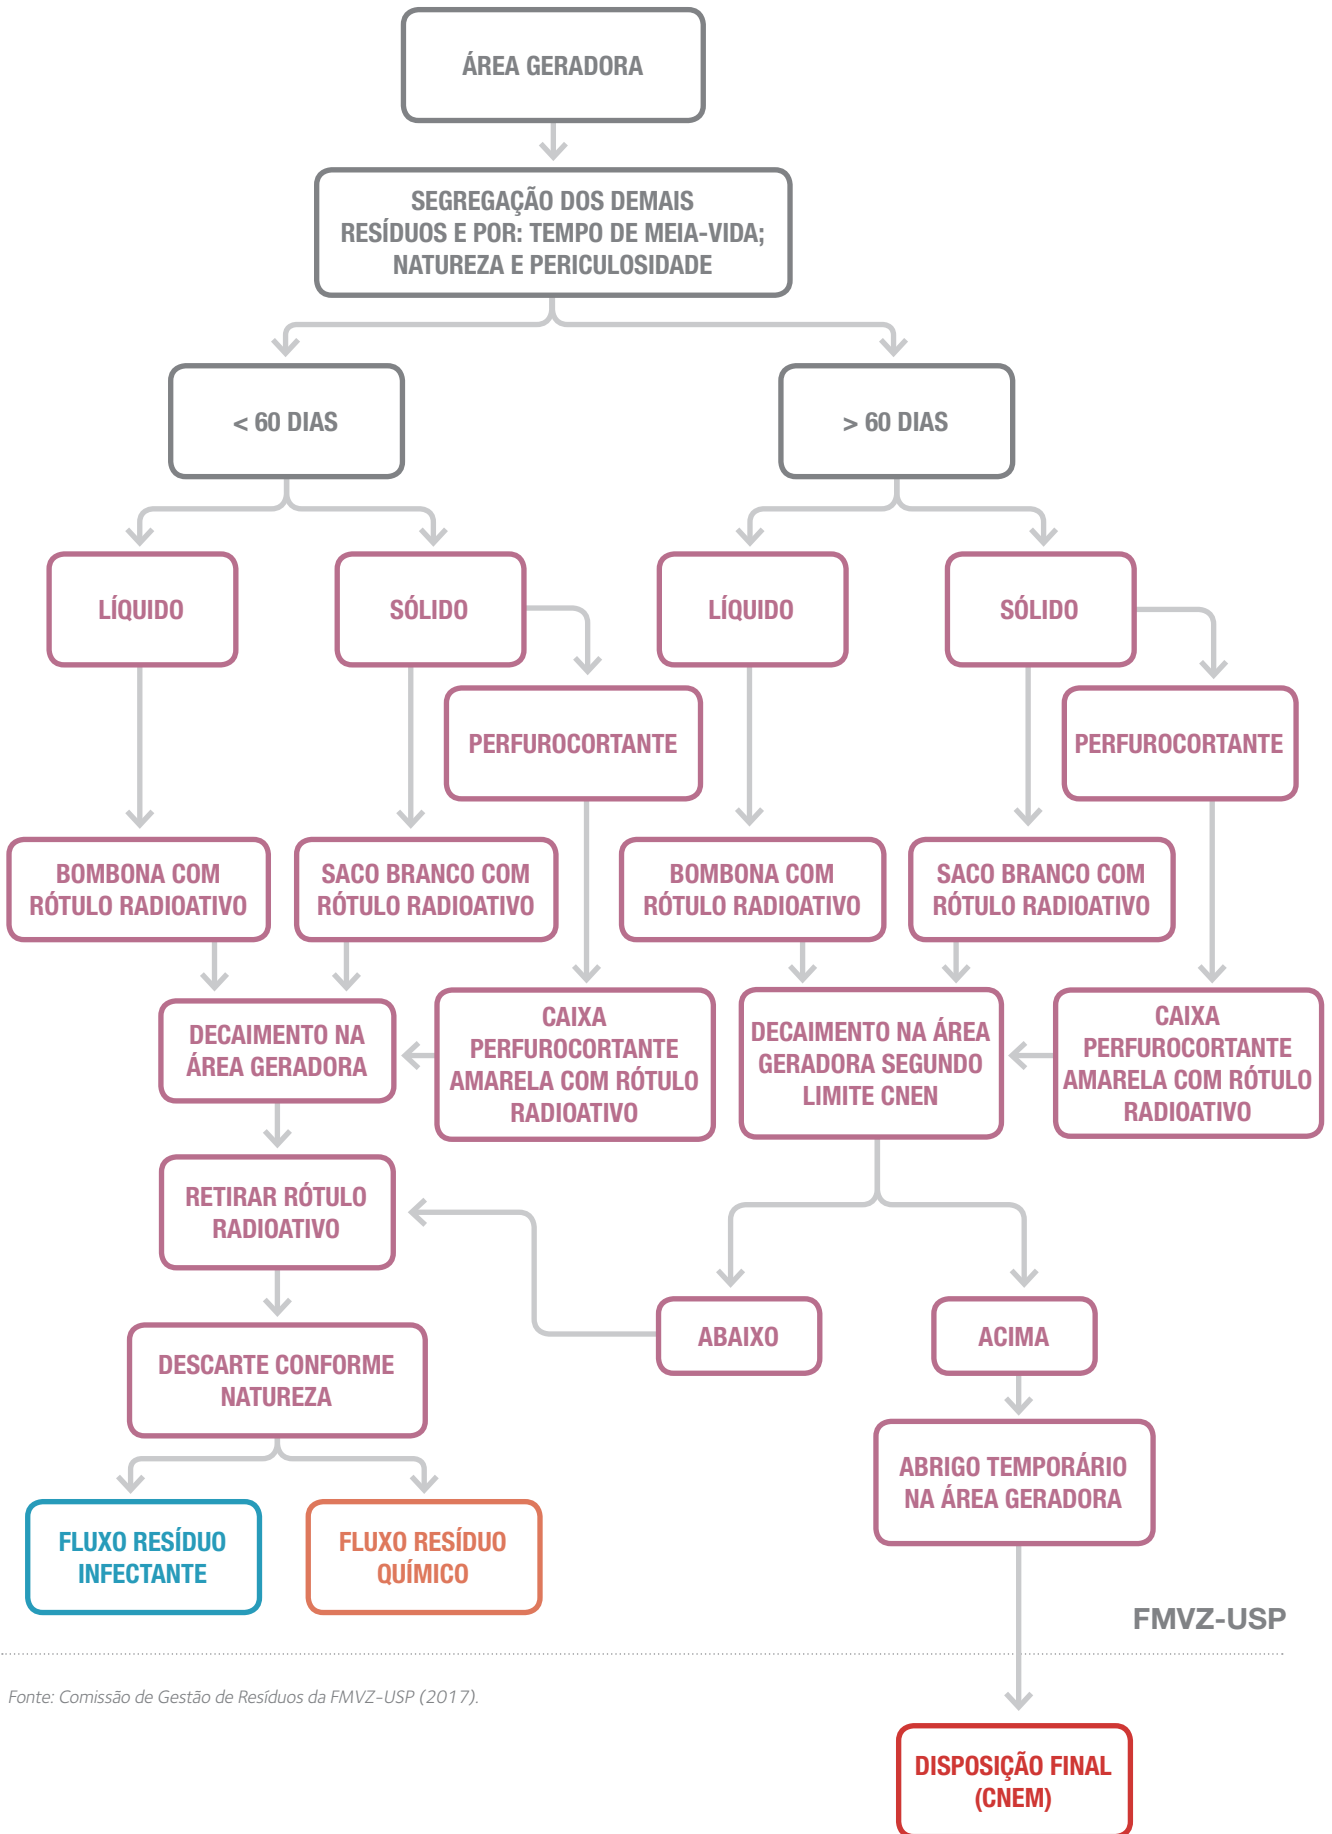 ÁREA GERADORA
SEGREGAÇÃO DOS DEMAIS
RESÍDUOS E POR: TEMPO DE MEIA-VIDA;
NATUREZA E PERICULOSIDADE
< 60 DIAS
> 60 DIAS
LÍQUIDO
SÓLIDO
LÍQUIDO
SÓLIDO
PERFUROCORTANTE
PERFUROCORTANTE
BOMBONA COM
RÓTULO RADIOATIVO
SACO BRANCO COM
RÓTULO RADIOATIVO
BOMBONA COM
RÓTULO RADIOATIVO
SACO BRANCO COM
RÓTULO RADIOATIVO
DECAIMENTO NA
ÁREA GERADORA
CAIXA
PERFUROCORTANTE
AMARELA COM RÓTULO
RADIOATIVO
DECAIMENTO NA ÁREA
GERADORA SEGUNDO
LIMITE CNEN
CAIXA
PERFUROCORTANTE
AMARELA COM RÓTULO
RADIOATIVO
RETIRAR RÓTULO
RADIOATIVO
ABAIXO
ACIMA
DESCARTE CONFORME
NATUREZA
ABRIGO TEMPORÁRIO
NA ÁREA GERADORA
FLUXO RESÍDUO
INFECTANTE
FLUXO RESÍDUO
QUÍMICO
FMVZ-USP
Fonte: Comissão de Gestão de Resíduos da FMVZ-USP (2017).
DISPOSIÇÃO FINAL
(CNEM)